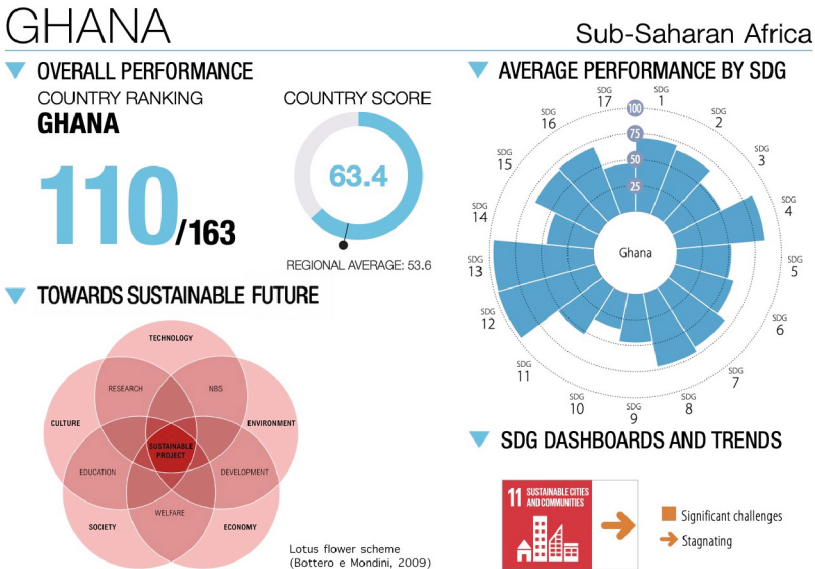 GHANA
Sub-Saharan Africa
OVERALL PERFORMANCE
COUNTRY RANKING
GHANA
110/163
COUNTRY SCORE
63.4
REGIONAL AVERAGE: 53.6
AVERAGE PERFORMANCE BY SDG
SDG
1
SDG
2
SDG
3
SDG
4
SDG
5
SDG
6
SDG
7
SDG
8
SDG
9
SDG
10
SDG
11
SDG
12
SDG
13
SDG
14
SDG
15
SDG
16
SDG
17
100
75
50
25
Ghana
TOWARDS SUSTAINABLE FUTURE
TECHNOLOGY
RESEARCH
NBS
CULTURE
ENVIRONMENT
SUSTAINABLE
PROJECT
EDUCATION
DEVELOPMENT
WELFARE
SOCIETY
ECONOMY
Lotus flower scheme
(Bottero e Mondini, 2009)
SDG DASHBOARDS AND TRENDS
11 SUSTAINABLE CITIES
AND COMMUNITIES
Significant challenges
Stagnating